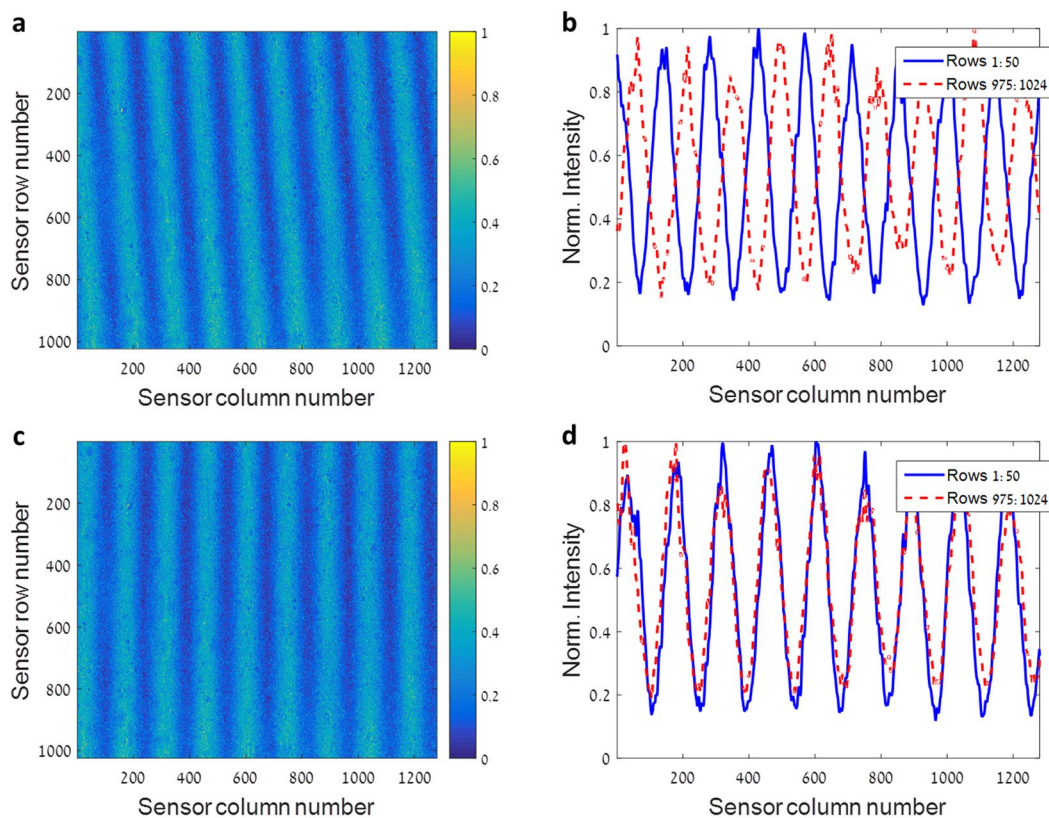 a
Sensor row number
200
400
600
800
1000
200 400 600 800 1000 1200
Sensor column number
1
0.8
0.6
0.4
0.2
0
b
Norm. Intensity
1
0.8
0.6
0.4
0.2
0
200 400 600 800 1000 1200
Sensor column number
Rows 1:50
Rows 975:1024
c
Sensor row number
200
400
600
800
1000
200 400 600 800 1000 1200
Sensor column number
1
0.8
0.6
0.4
0.2
0
d
Norm. Intensity
1
0.8
0.6
0.4
0.2
0
200 400 600 800 1000 1200
Sensor column number
Rows 1:50
Rows 975:1024